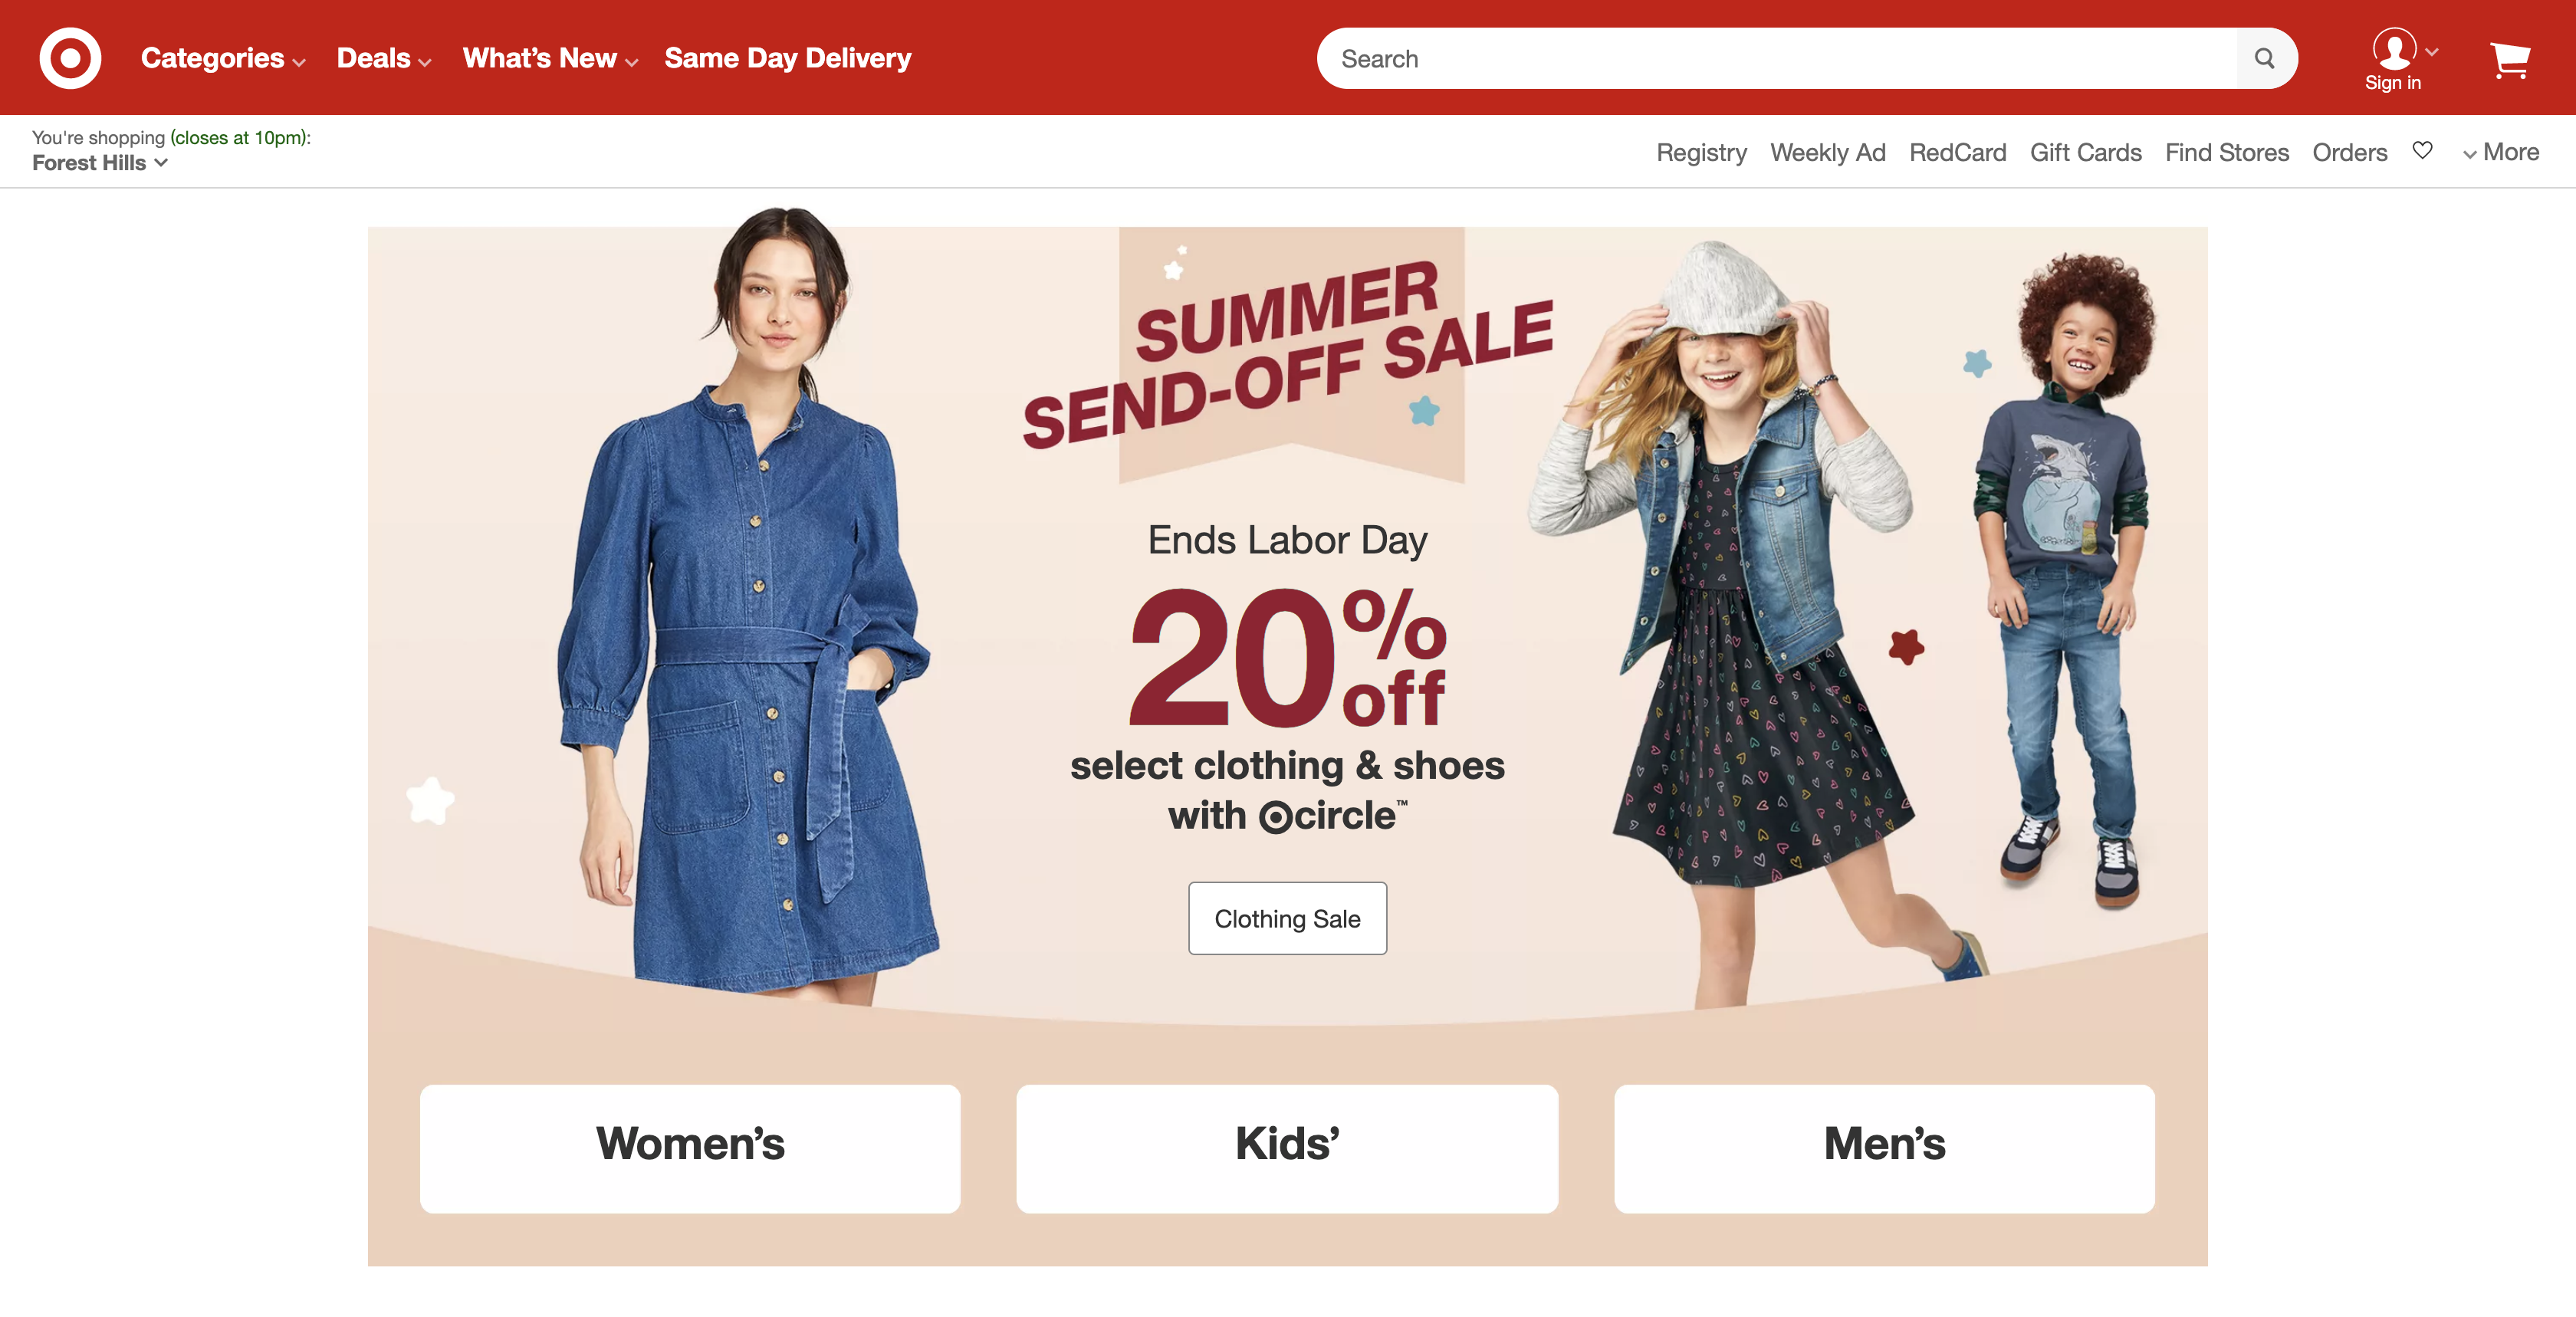 Categories
Deals
What’s New
Same Day Delivery
Search
Sign in
You're shopping (closes at 10pm):
Forest Hills
Registry
Weekly Ad
RedCard
Gift Cards
Find Stores
Orders
More
SUMMER
SEND-OFF SALE
Ends Labor Day
20% off
select clothing & shoes
with circle™
Clothing Sale
Women’s
Kids’
Men’s